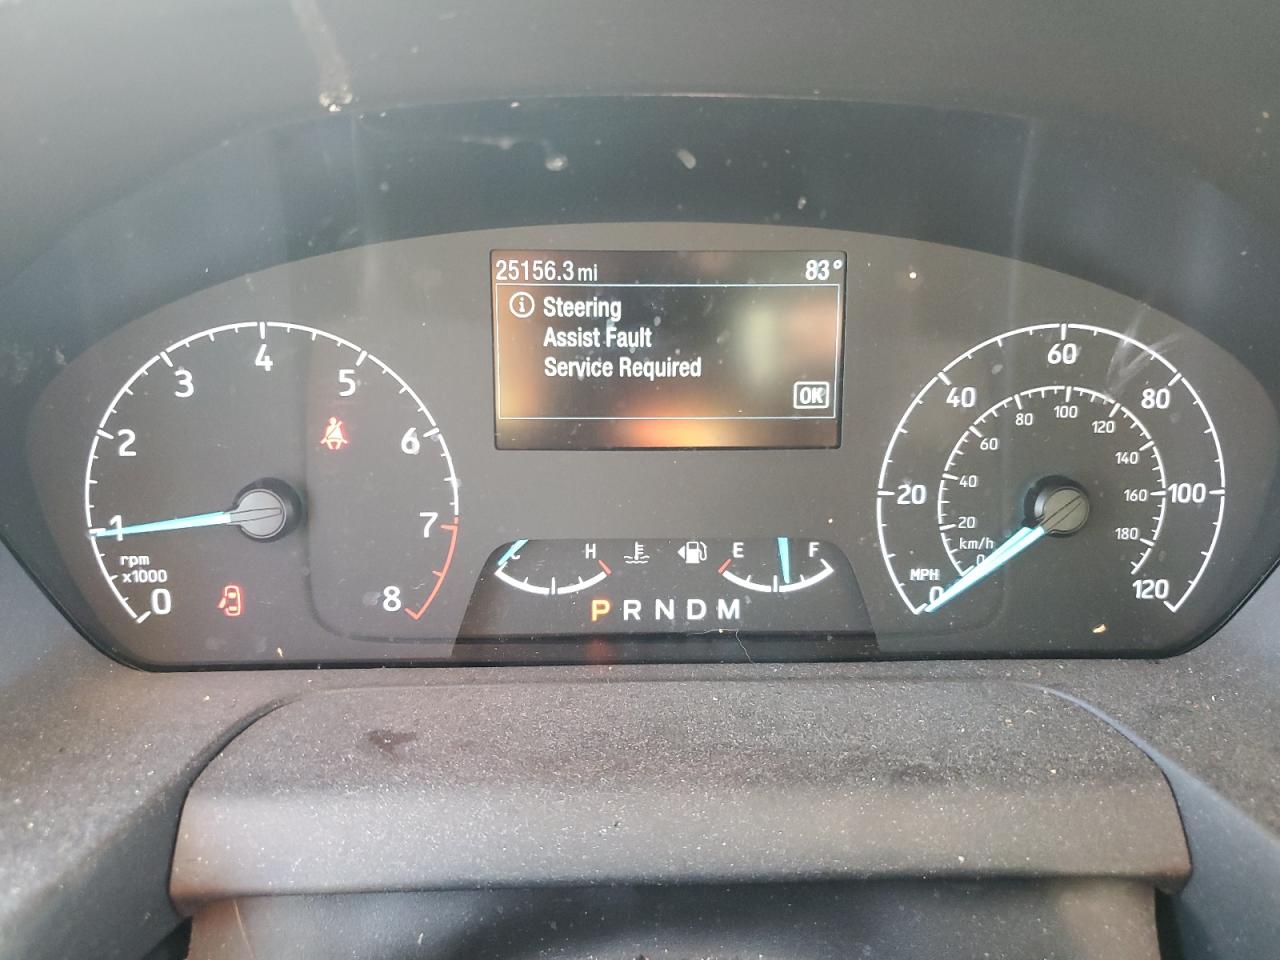 25156.3 mi 83°
Steering
Assist Fault
Service Required
OK
0 1 2 3 4 5 6 7 8
rpm
x1000
C H
E F
P R N D M
0 20 40 60 80 100 120
MPH
0 20 40 60 80 100 120 140 160 180
km/h